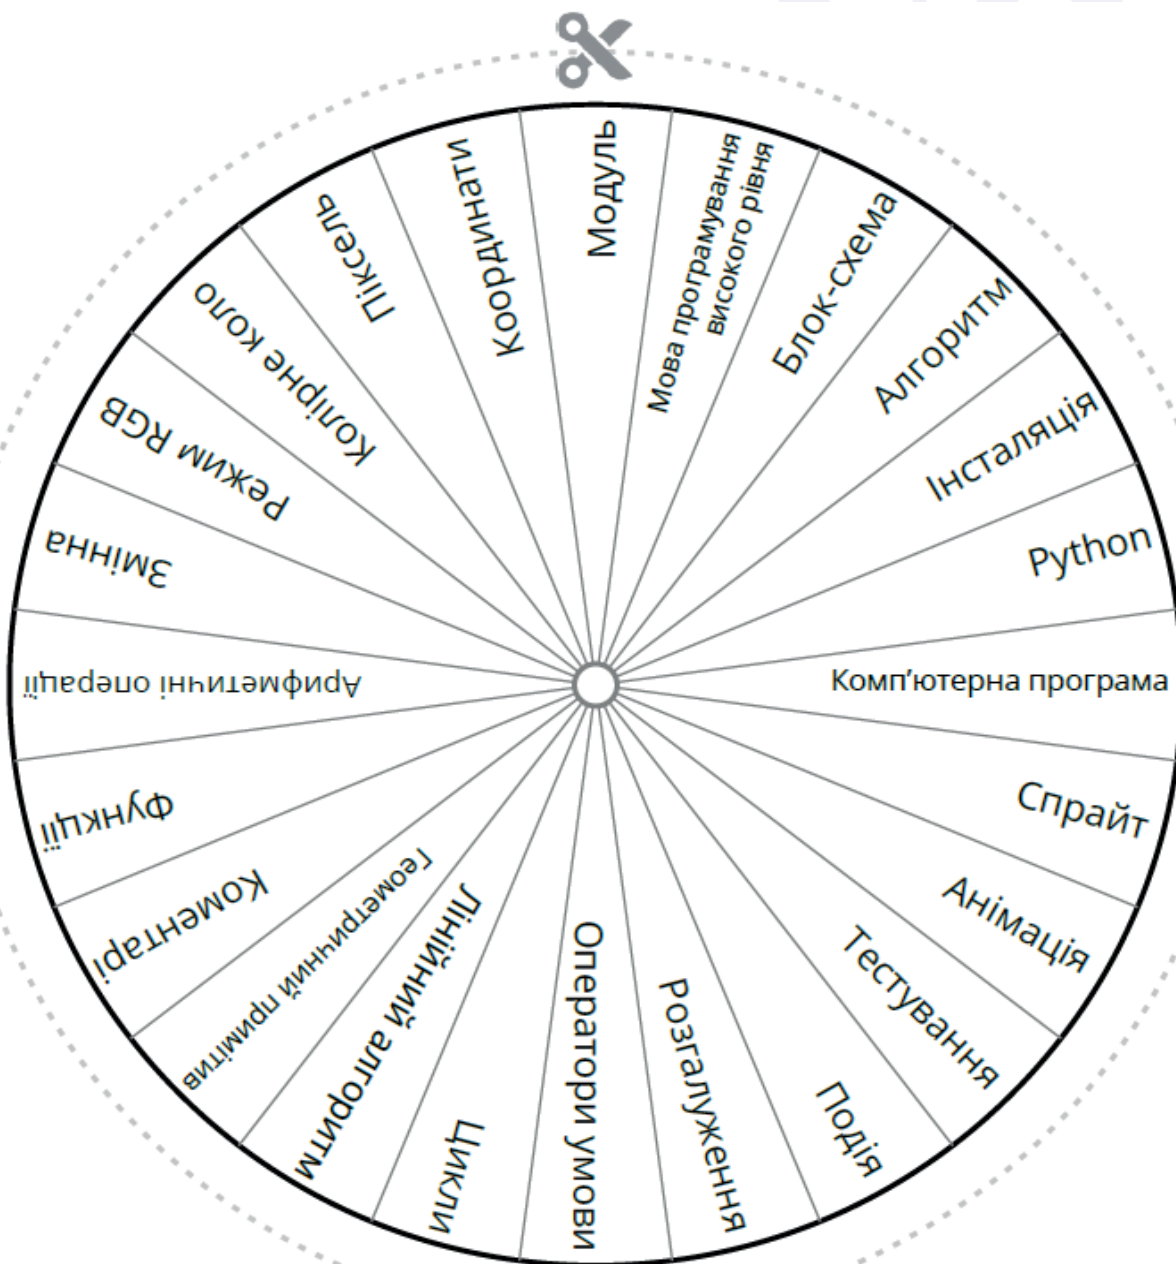 Модуль
Мова програмування
високого рівня
Блок-схема
Алгоритм
Інсталяція
Python
Комп’ютерна програма
Спрайт
Анімація
Тестування
Подія
Розгалуження
Оператори умови
Цикли
Лінійний алгоритм
Геометричний примітив
Коментарі
Функції
Арифметичні операції
Змінна
Режим RGB
Колірне коло
Піксель
Координати